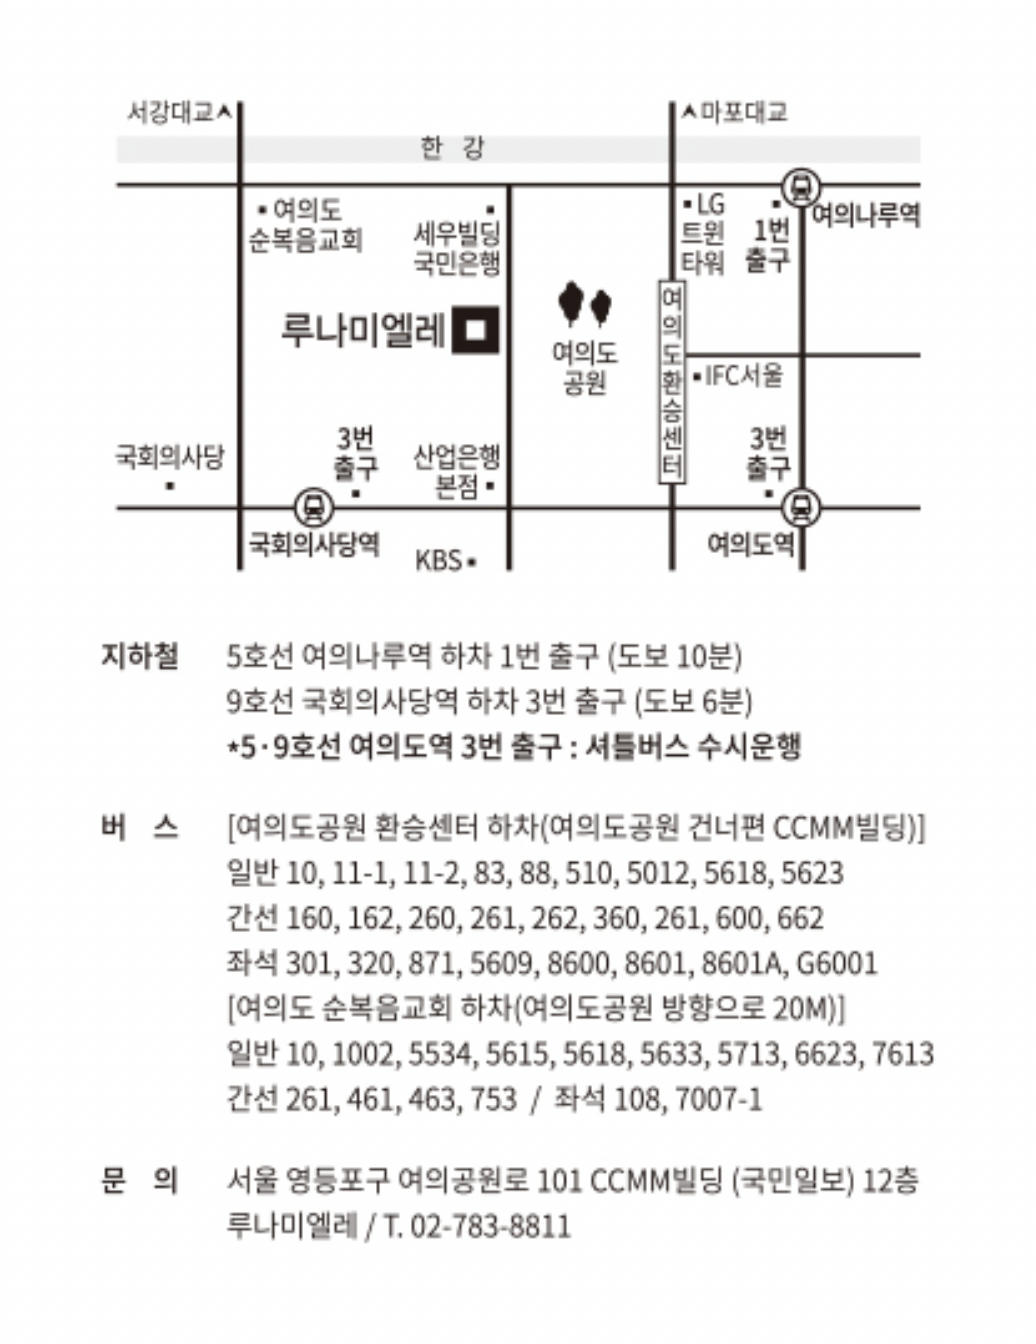 서강대교
마포대교
한 강
여의도
순복음교회
세우빌딩
국민은행
LG
트윈
타워
1번
출구
여의나루역
루나미엘레
여의도
공원
여의도환승센터
IFC서울
국회의사당
3번
출구
산업은행
본점
3번
출구
국회의사당역
KBS
여의도역
지하철 5호선 여의나루역 하차 1번 출구 (도보 10분)
9호선 국회의사당역 하차 3번 출구 (도보 6분)
*5·9호선 여의도역 3번 출구 : 셔틀버스 수시운행
버 스 [여의도공원 환승센터 하차(여의도공원 건너편 CCMM빌딩)]
일반 10, 11-1, 11-2, 83, 88, 510, 5012, 5618, 5623
간선 160, 162, 260, 261, 262, 360, 261, 600, 662
좌석 301, 320, 871, 5609, 8600, 8601, 8601A, G6001
[여의도 순복음교회 하차(여의도공원 방향으로 20M)]
일반 10, 1002, 5534, 5615, 5618, 5633, 5713, 6623, 7613
간선 261, 461, 463, 753 / 좌석 108, 7007-1
문 의 서울 영등포구 여의공원로 101 CCMM빌딩 (국민일보) 12층
루나미엘레 / T. 02-783-8811